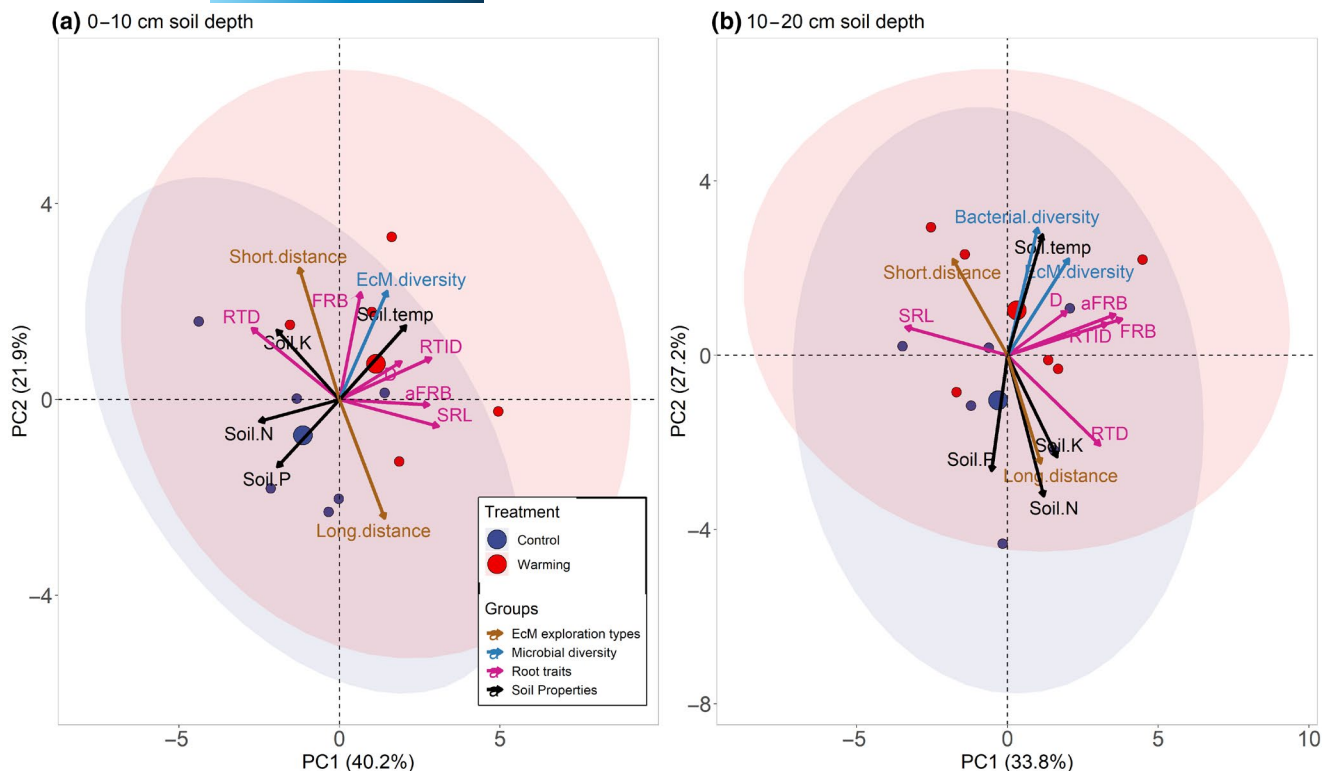 (a) 0–10 cm soil depth
4
0
−4
−5
0
5
PC2 (21.9%)
PC1 (40.2%)
Short.distance
EcM.diversity
FRB
RTD
Soil.temp
Soil.K
RTID
D
aFRB
SRL
Soil.N
Soil.P
Long.distance
Treatment
Control
Warming
Groups
EcM exploration types
Microbial diversity
Root traits
Soil Properties
(b) 10–20 cm soil depth
4
0
−4
−8
−5
0
5
10
PC2 (27.2%)
PC1 (33.8%)
Bacterial.diversity
Soil.temp
Short.distance
EcM.diversity
D
aFRB
SRL
RTID
FRB
RTD
Soil.K
Soil.P
Long.distance
Soil.N